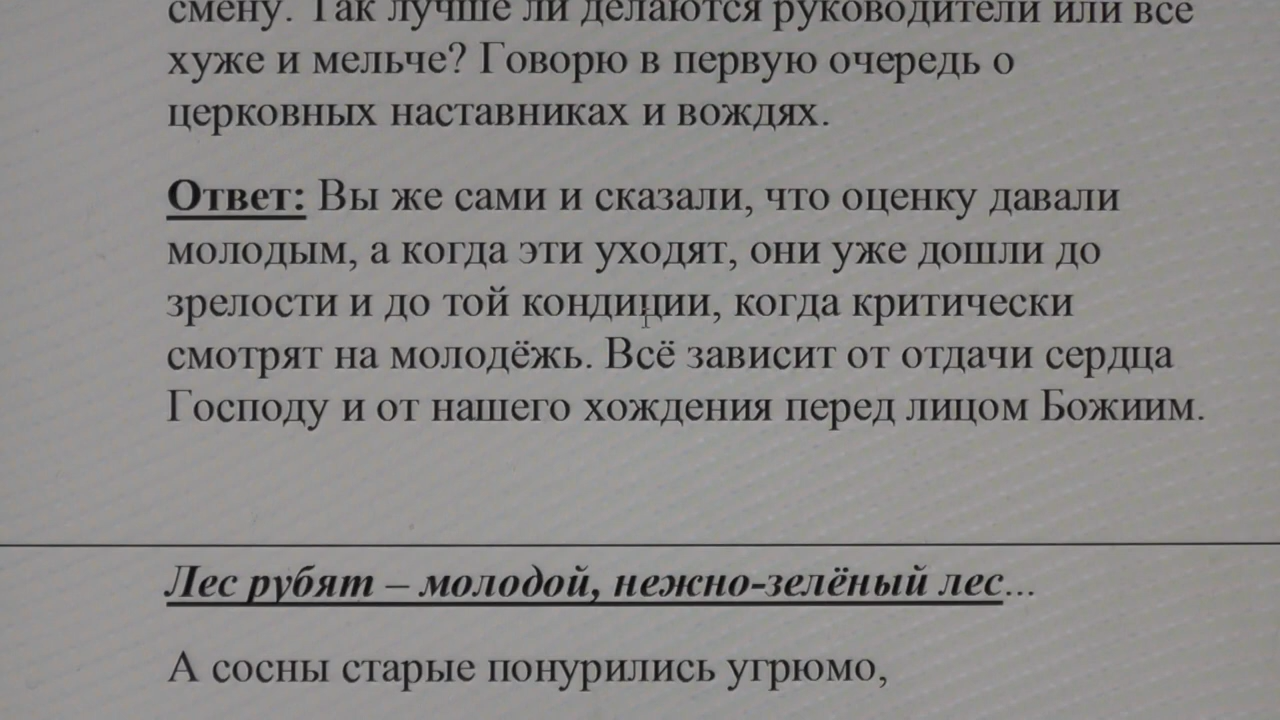 смену. Так лучше ли делаются руководители или все
хуже и мельче? Говорю в первую очередь о
церковных наставниках и вождях.
Ответ: Вы же сами и сказали, что оценку давали
молодым, а когда эти уходят, они уже дошли до
зрелости и до той кондиции, когда критически
смотрят на молодёжь. Всё зависит от отдачи сердца
Господу и от нашего хождения перед лицом Божиим.
Лес рубят – молодой, нежно-зелёный лес...
А сосны старые понурились угрюмо,